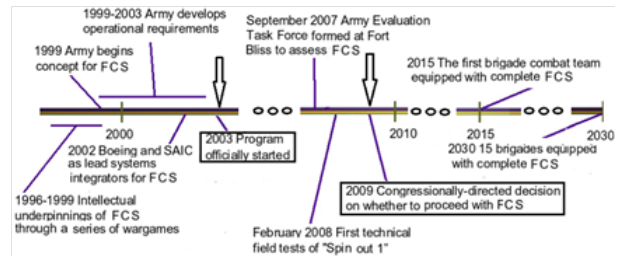 1999-2003 Army develops
operational requirements
1999 Army begins
concept for FCS
September 2007 Army Evaluation
Task Force formed at Fort
Bliss to assess FCS
2015 The first brigade combat team
equipped with complete FCS
2000
2010
2015
2030
2002 Boeing and SAIC
as lead systems
integrators for FCS
2003 Program
officially started
2030 15 brigades equipped
with complete FCS
1996-1999 Intellectual
underpinnings of FCS
through a series of wargames
2009 Congressionally-directed decision
on whether to proceed with FCS
February 2008 First technical
field tests of "Spin out 1"